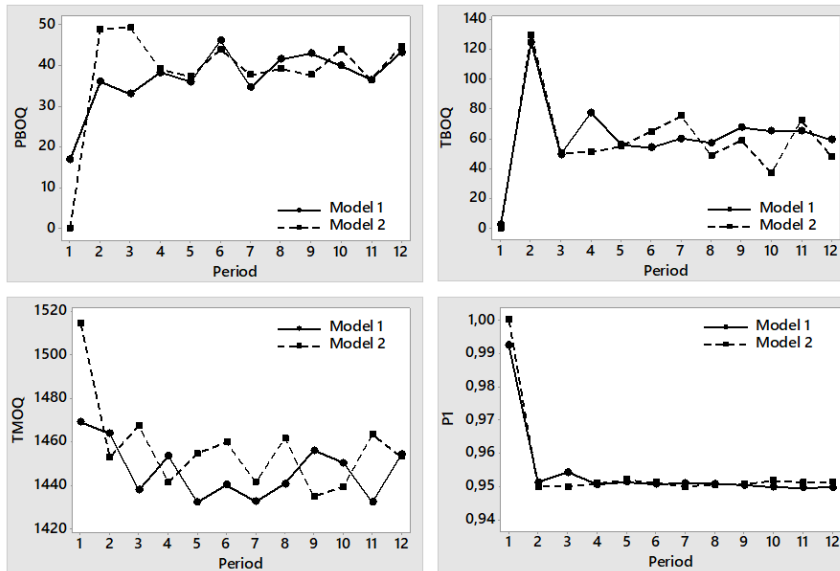 PBOQ
50
40
30
20
10
0
1 2 3 4 5 6 7 8 9 10 11 12
Period
Model 1
Model 2
TBOQ
140
120
100
80
60
40
20
0
1 2 3 4 5 6 7 8 9 10 11 12
Period
Model 1
Model 2
TMOQ
1520
1500
1480
1460
1440
1420
1 2 3 4 5 6 7 8 9 10 11 12
Period
Model 1
Model 2
P1
1,00
0,99
0,98
0,97
0,96
0,95
0,94
1 2 3 4 5 6 7 8 9 10 11 12
Period
Model 1
Model 2